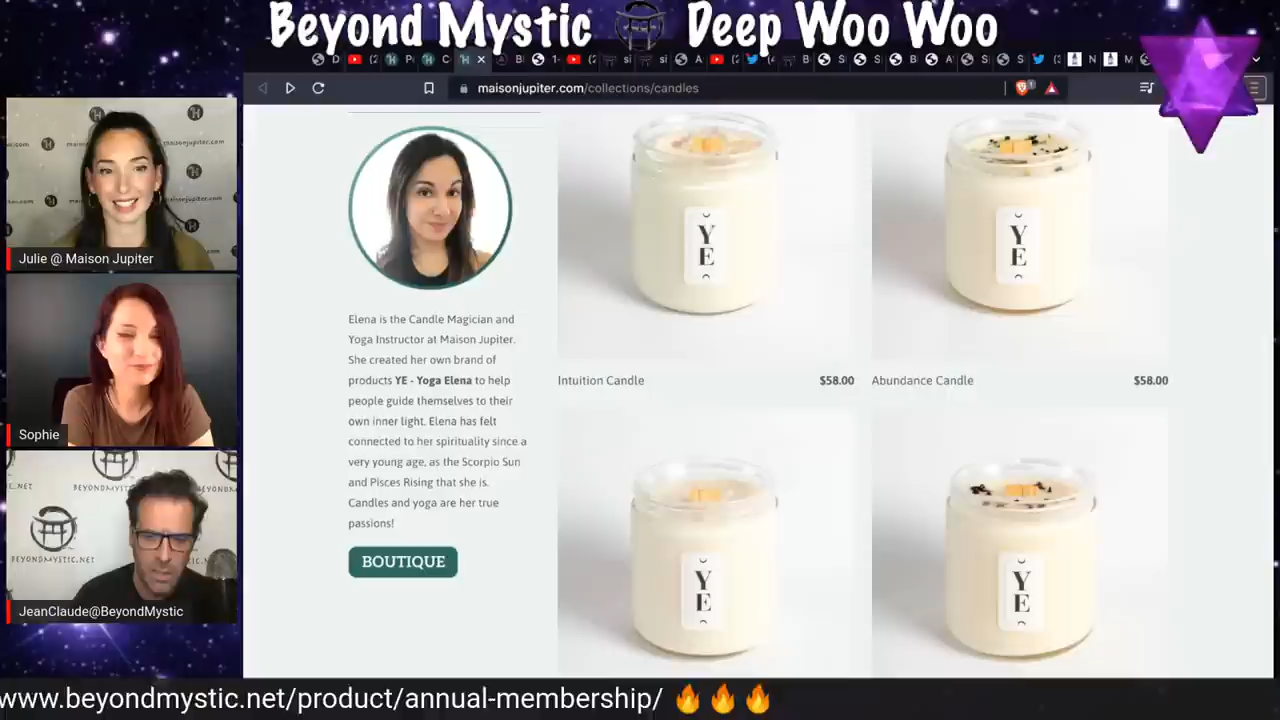 Beyond Mystic Deep Woo Woo
maisonjupiter.com/collections/candles
Julie @ Maison Jupiter
Sophie
BEYONDMYSTIC.NET
JeanClaude@BeyondMystic
Elena is the Candle Magician and
Yoga Instructor at Maison Jupiter.
She created her own brand of
products YE - Yoga Elena to help
people guide themselves to their
own inner light. Elena has felt
connected to her spirituality since a
very young age, as the Scorpio Sun
and Pisces Rising that she is.
Candles and yoga are her true
passions!
BOUTIQUE
Y
E
Y
E
Intuition Candle $58.00
Abundance Candle $58.00
Y
E
Y
E
www.beyondmystic.net/product/annual-membership/ 🔥🔥🔥